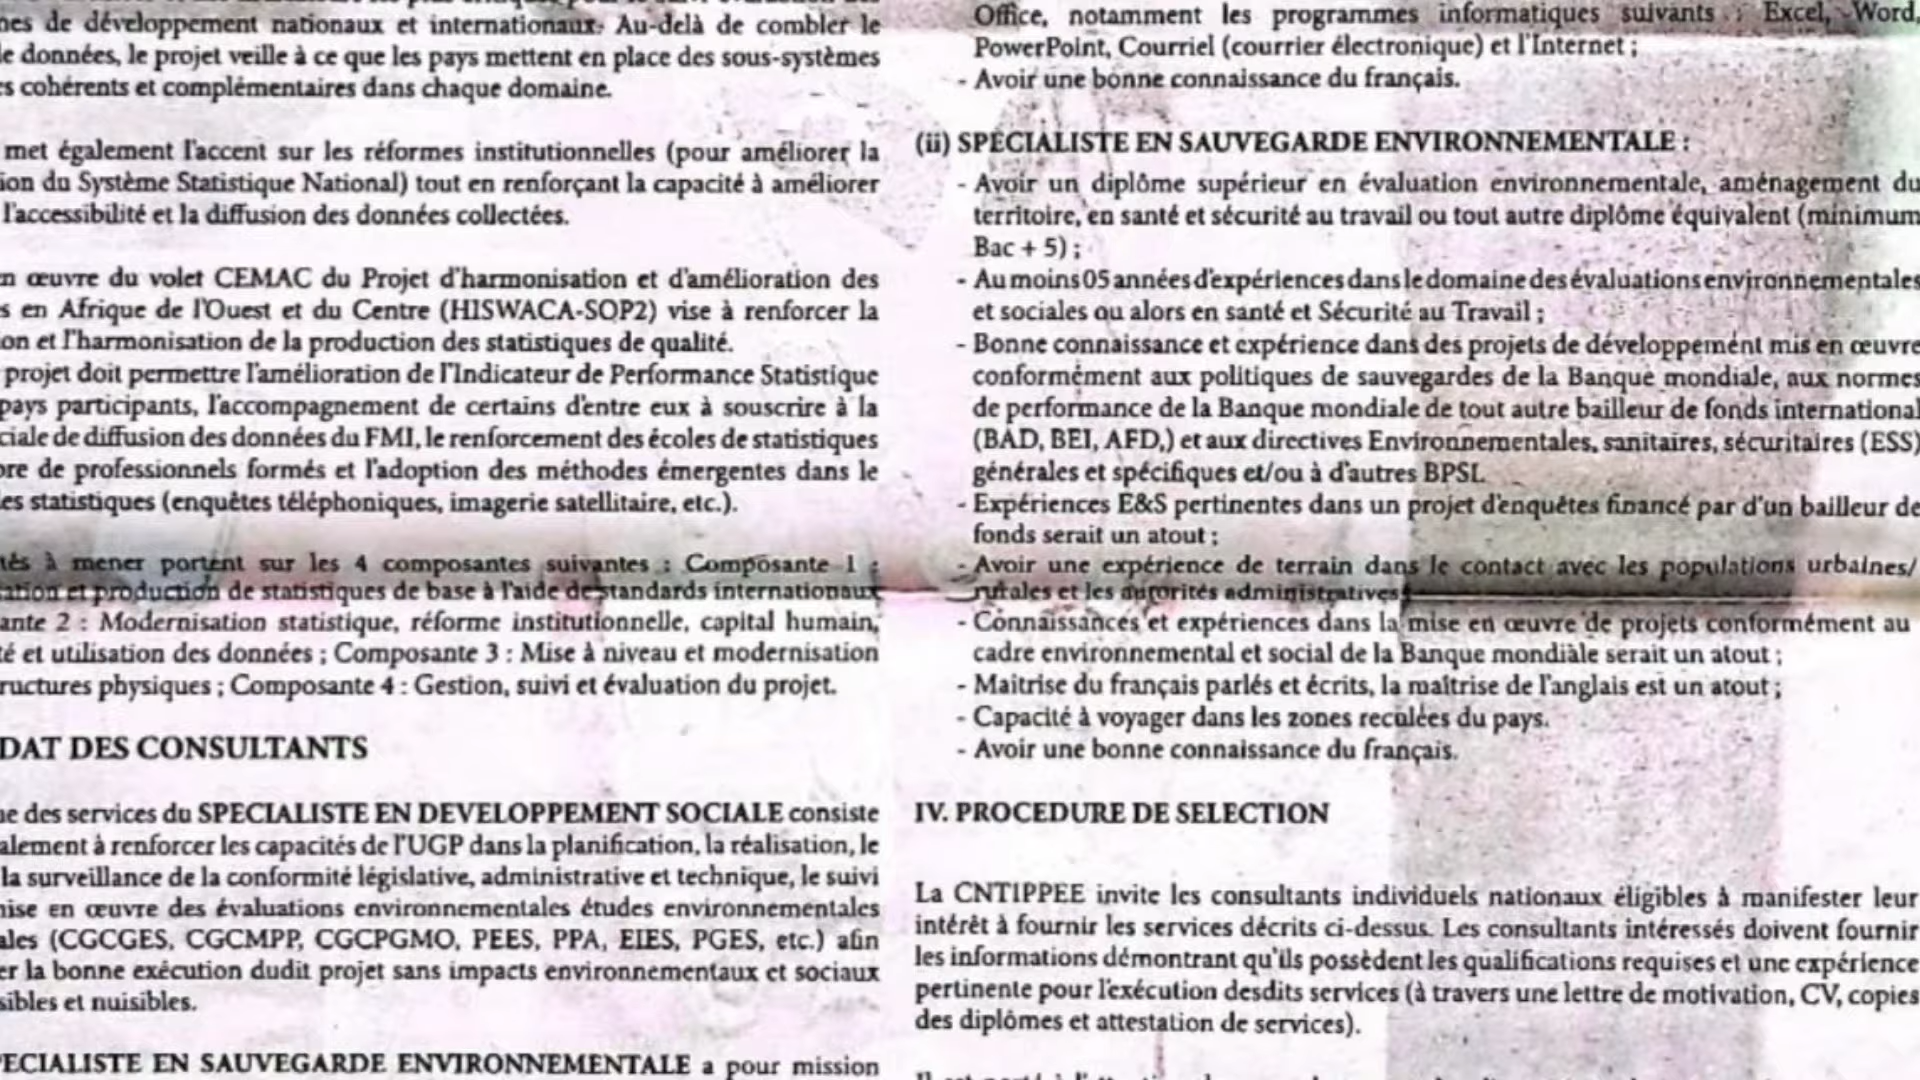 nes de développement nationaux et internationaux. Au-delà de combler le
de données, le projet veille à ce que les pays mettent en place des sous-systèmes
s cohérents et complémentaires dans chaque domaine.
met également l'accent sur les réformes institutionnelles (pour améliorer la
ion du Système Statistique National) tout en renforçant la capacité à améliorer
l'accessibilité et la diffusion des données collectées.
n œuvre du volet CEMAC du Projet d'harmonisation et d'amélioration des
s en Afrique de l'Ouest et du Centre (HISWACA-SOP2) vise à renforcer la
on et l'harmonisation de la production des statistiques de qualité.
projet doit permettre l'amélioration de l'Indicateur de Performance Statistique
pays participants, l'accompagnement de certains d'entre eux à souscrire à la
ciale de diffusion des données du FMI, le renforcement des écoles de statistiques
bre de professionnels formés et l'adoption des méthodes émergentes dans le
es statistiques (enquêtes téléphoniques, imagerie satellitaire, etc.).
tés à mener portent sur les 4 composantes suivantes : Composante 1 :
ation et production de statistiques de base à l'aide de standards internationaux
ante 2 : Modernisation statistique, réforme institutionnelle, capital humain,
té et utilisation des données ; Composante 3 : Mise à niveau et modernisation
ructures physiques ; Composante 4 : Gestion, suivi et évaluation du projet.
DAT DES CONSULTANTS
ne des services du SPECIALISTE EN DEVELOPPEMENT SOCIALE consiste
alement à renforcer les capacités de l'UGP dans la planification, la réalisation, le
la surveillance de la conformité législative, administrative et technique, le suivi
nise en œuvre des évaluations environnementales études environnementales
ales (CGCGES, CGCMPP, CGCPGMO, PEES, PPA, EIES, PGES, etc.) afin
er la bonne exécution dudit projet sans impacts environnementaux et sociaux
sibles et nuisibles.
PECIALISTE EN SAUVEGARDE ENVIRONNEMENTALE a pour mission
Office, notamment les programmes informatiques suivants : Excel, Word,
PowerPoint, Courriel (courrier électronique) et l'Internet ;
- Avoir une bonne connaissance du français.
(ii) SPÉCIALISTE EN SAUVEGARDE ENVIRONNEMENTALE :
- Avoir un diplôme supérieur en évaluation environnementale, aménagement du
territoire, en santé et sécurité au travail ou tout autre diplôme équivalent (minimum
Bac + 5) ;
- Au moins 05 années d'expériences dans le domaine des évaluations environnementales
et sociales ou alors en santé et Sécurité au Travail ;
- Bonne connaissance et expérience dans des projets de développement mis en œuvre
conformément aux politiques de sauvegardes de la Banque mondiale, aux normes
de performance de la Banque mondiale de tout autre bailleur de fonds international
(BAD, BEI, AFD,) et aux directives Environnementales, sanitaires, sécuritaires (ESS)
générales et spécifiques et/ou à d'autres BPSI.
- Expériences E&S pertinentes dans un projet d'enquêtes financé par d'un bailleur de
fonds serait un atout ;
- Avoir une expérience de terrain dans le contact avec les populations urbaines/
rurales et les autorités administratives
- Connaissances et expériences dans la mise en œuvre de projets conformément au
cadre environnemental et social de la Banque mondiale serait un atout ;
- Maîtrise du français parlés et écrits, la maîtrise de l'anglais est un atout ;
- Capacité à voyager dans les zones reculées du pays.
- Avoir une bonne connaissance du français.
IV. PROCEDURE DE SELECTION
La CNTIPPEE invite les consultants individuels nationaux éligibles à manifester leur
intérêt à fournir les services décrits ci-dessus. Les consultants intéressés doivent fournir
les informations démontrant qu'ils possèdent les qualifications requises et une expérience
pertinente pour l'exécution desdits services (à travers une lettre de motivation, CV, copies
des diplômes et attestation de services).